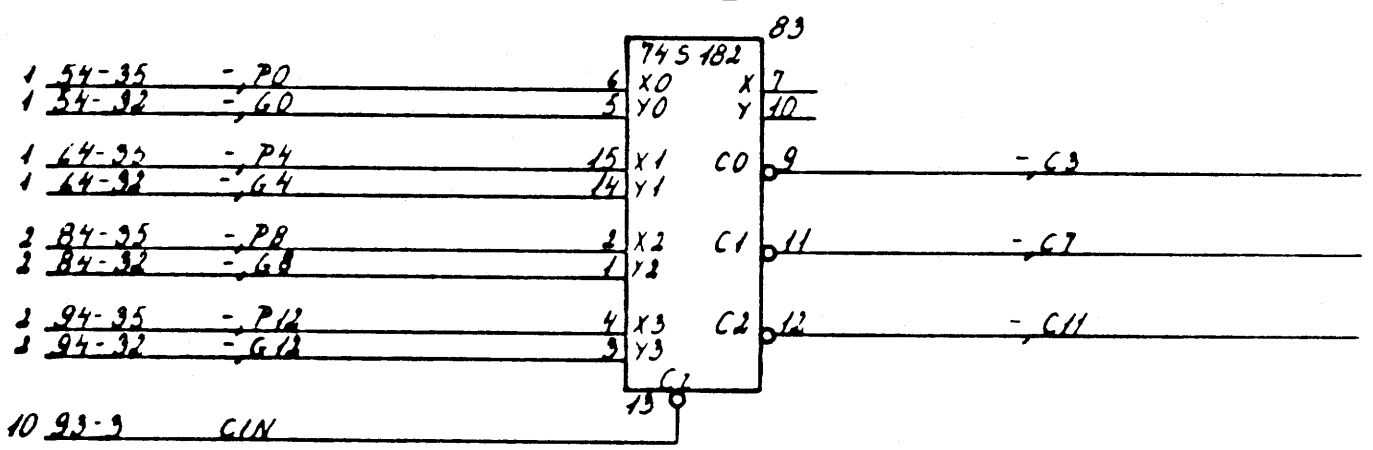 83
74S182
1 54-35 -,P0 6 X0 X 7
1 54-32 -,G0 5 Y0 Y 10
1 64-35 -,P4 15 X1 C0 9 -,C3
1 64-32 -,G4 14 Y1
2 84-35 -,P8 2 X2 C1 11 -,C7
2 84-32 -,G8 1 Y2
2 94-35 -,P12 4 X3 C2 12 -,C11
2 94-32 -,G12 3 Y3
13 CI
10 93-3 CIN